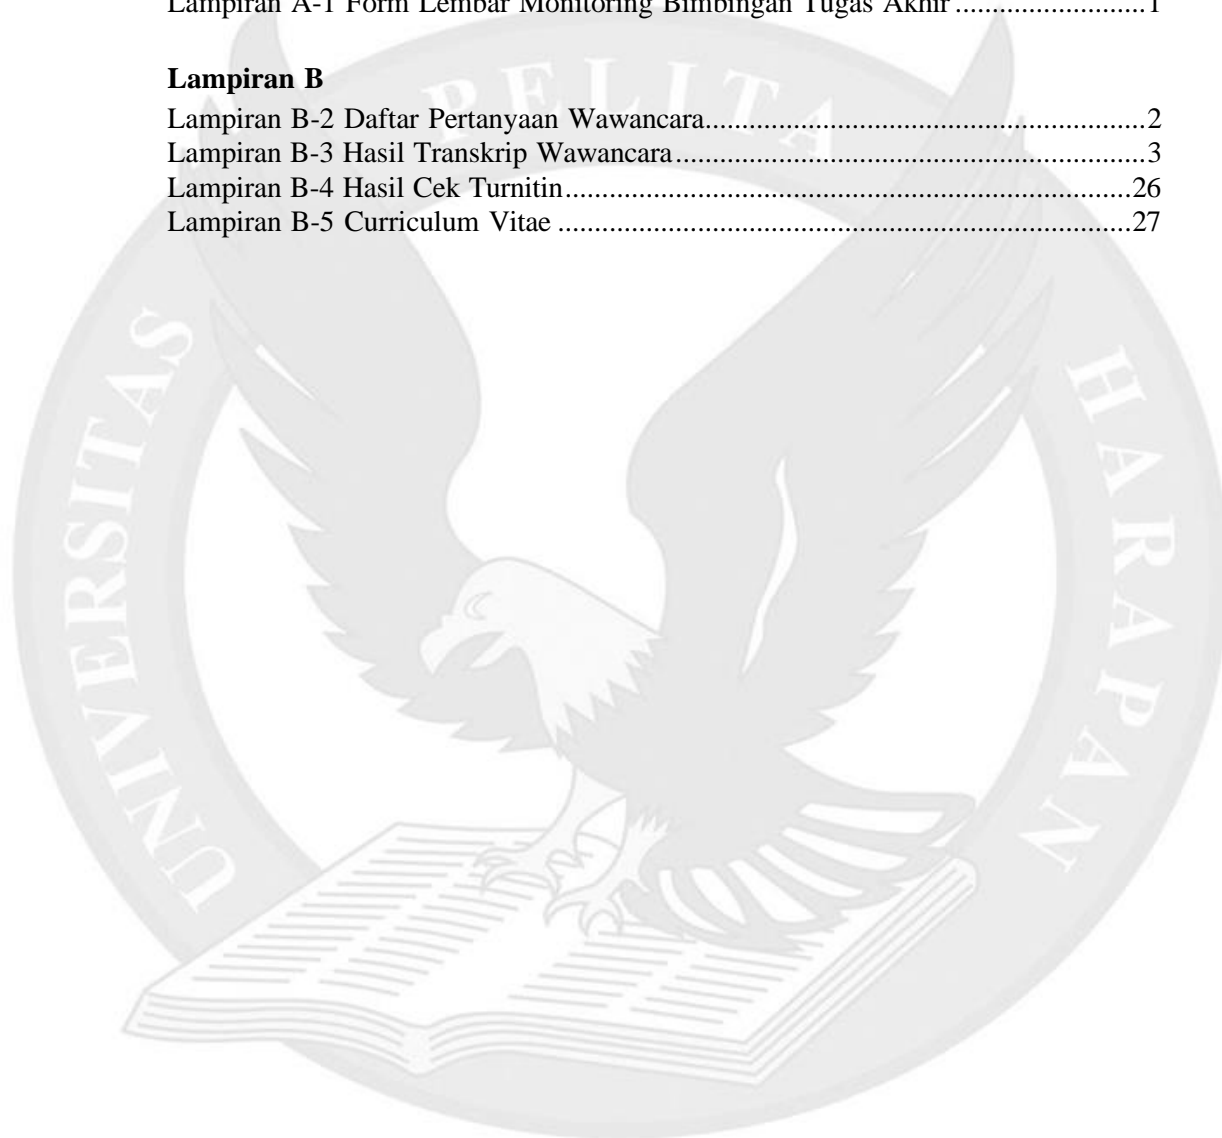 Lampiran A-1 Form Lembar Monitoring Bimbingan Tugas Akhir ..........................1
Lampiran B
Lampiran B-2 Daftar Pertanyaan Wawancara.............................................................2
Lampiran B-3 Hasil Transkrip Wawancara.................................................................3
Lampiran B-4 Hasil Cek Turnitin..............................................................................26
Lampiran B-5 Curriculum Vitae ...............................................................................27
UNIVERSITAS PELITA HARAPAN